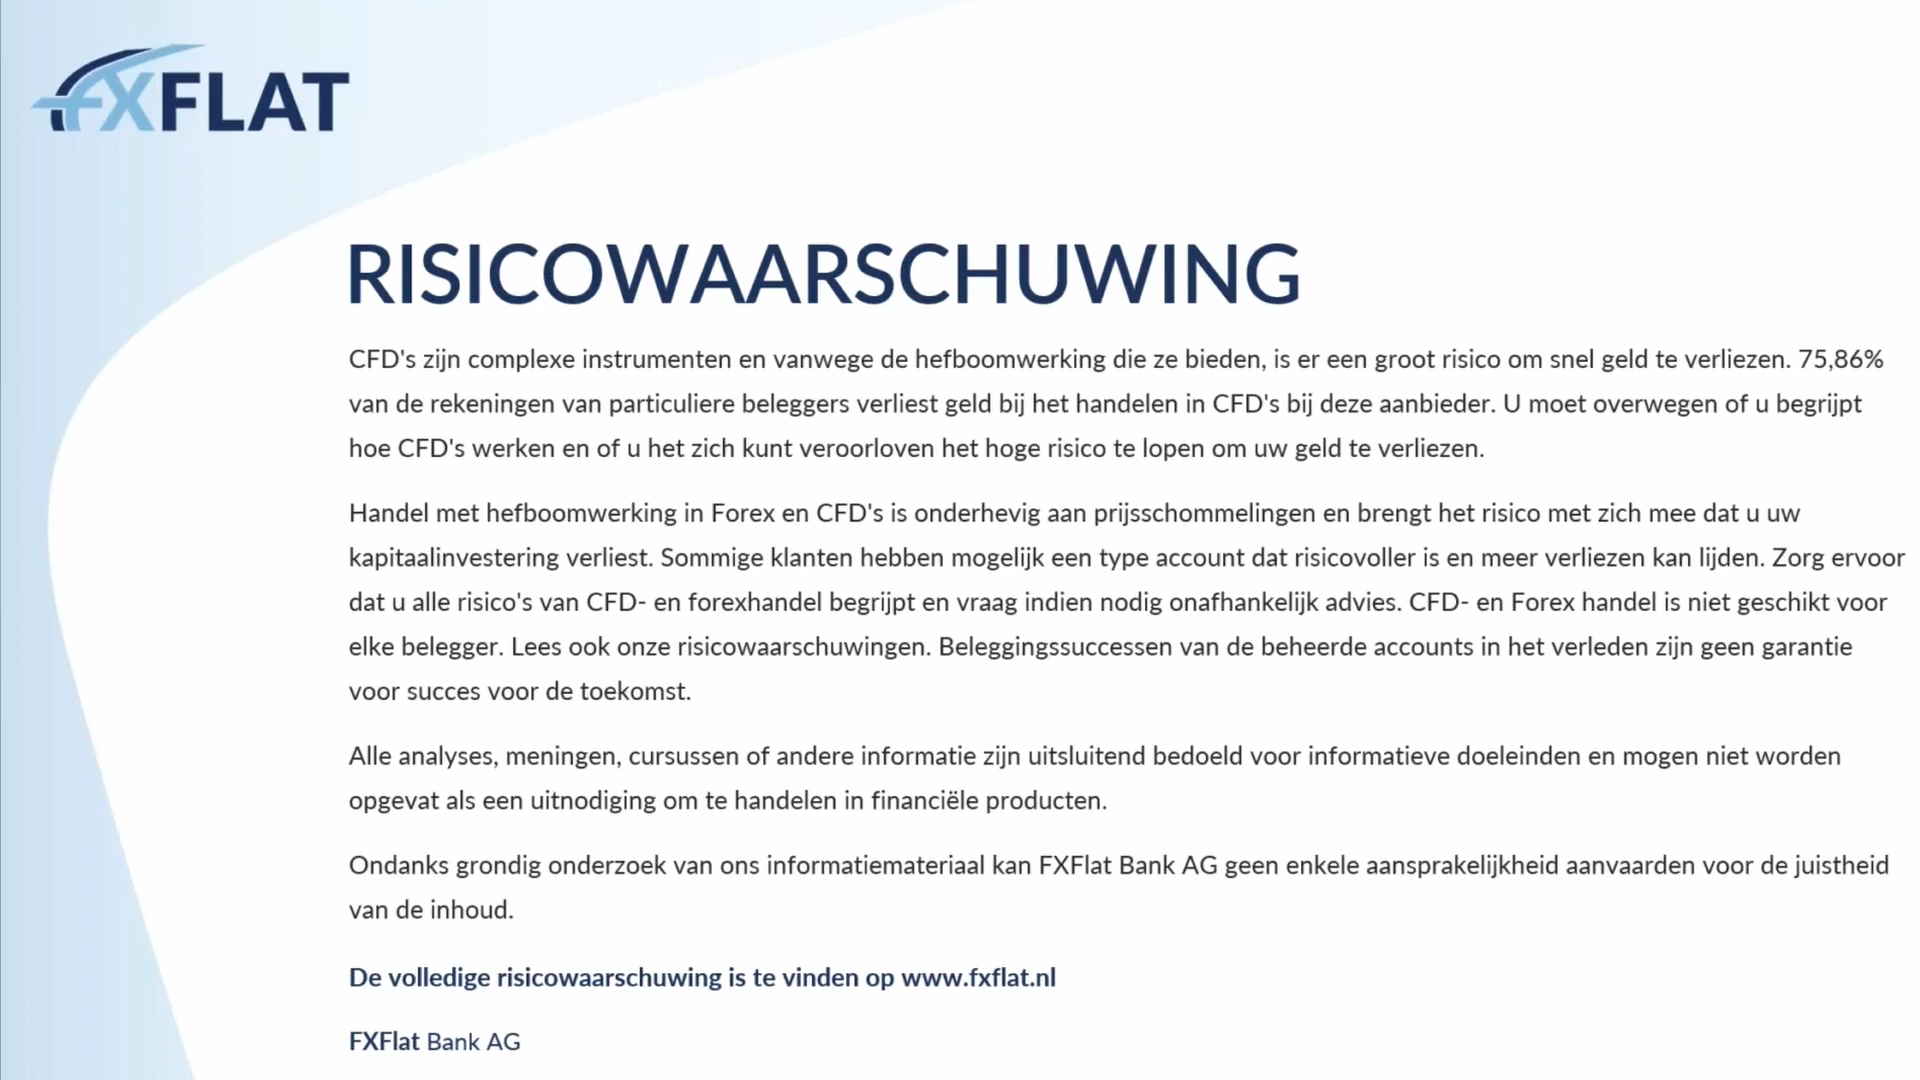 fxFLAT
RISICOWAARSCHUWING
CFD's zijn complexe instrumenten en vanwege de hefboomwerking die ze bieden, is er een groot risico om snel geld te verliezen. 75,86%
van de rekeningen van particuliere beleggers verliest geld bij het handelen in CFD's bij deze aanbieder. U moet overwegen of u begrijpt
hoe CFD's werken en of u het zich kunt veroorloven het hoge risico te lopen om uw geld te verliezen.
Handel met hefboomwerking in Forex en CFD's is onderhevig aan prijsschommelingen en brengt het risico met zich mee dat u uw
kapitaalinvestering verliest. Sommige klanten hebben mogelijk een type account dat risicovoller is en meer verliezen kan lijden. Zorg ervoor
dat u alle risico's van CFD- en forexhandel begrijpt en vraag indien nodig onafhankelijk advies. CFD- en Forex handel is niet geschikt voor
elke belegger. Lees ook onze risicowaarschuwingen. Beleggingssuccessen van de beheerde accounts in het verleden zijn geen garantie
voor succes voor de toekomst.
Alle analyses, meningen, cursussen of andere informatie zijn uitsluitend bedoeld voor informatieve doeleinden en mogen niet worden
opgevat als een uitnodiging om te handelen in financiële producten.
Ondanks grondig onderzoek van ons informatiemateriaal kan FXFlat Bank AG geen enkele aansprakelijkheid aanvaarden voor de juistheid
van de inhoud.
De volledige risicowaarschuwing is te vinden op www.fxflat.nl
FXFlat Bank AG